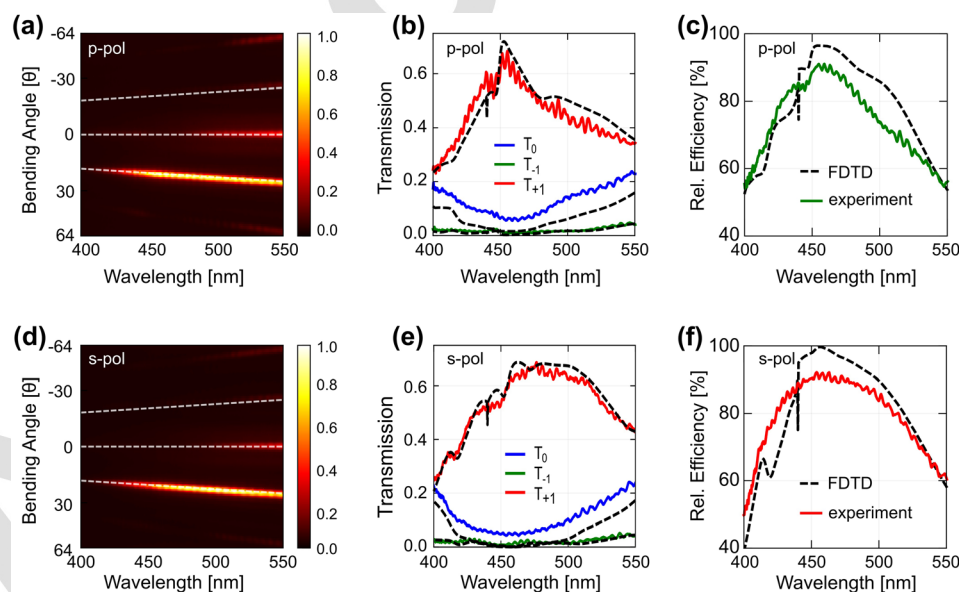 (a)
p-pol
-64
-30
0
30
64
Bending Angle [θ]
400 450 500 550
Wavelength [nm]
1.0
0.8
0.6
0.4
0.2
0.0
(b)
p-pol
0.6
0.4
0.2
0.0
Transmission
T0
T-1
T+1
400 450 500 550
Wavelength [nm]
(c)
p-pol
100
80
60
40
Rel. Efficiency [%]
FDTD
experiment
400 450 500 550
Wavelength [nm]
(d)
s-pol
-64
-30
0
30
64
Bending Angle [θ]
400 450 500 550
Wavelength [nm]
1.0
0.8
0.6
0.4
0.2
0.0
(e)
s-pol
0.6
0.4
0.2
0.0
Transmission
T0
T-1
T+1
400 450 500 550
Wavelength [nm]
(f)
s-pol
100
80
60
40
Rel. Efficiency [%]
FDTD
experiment
400 450 500 550
Wavelength [nm]